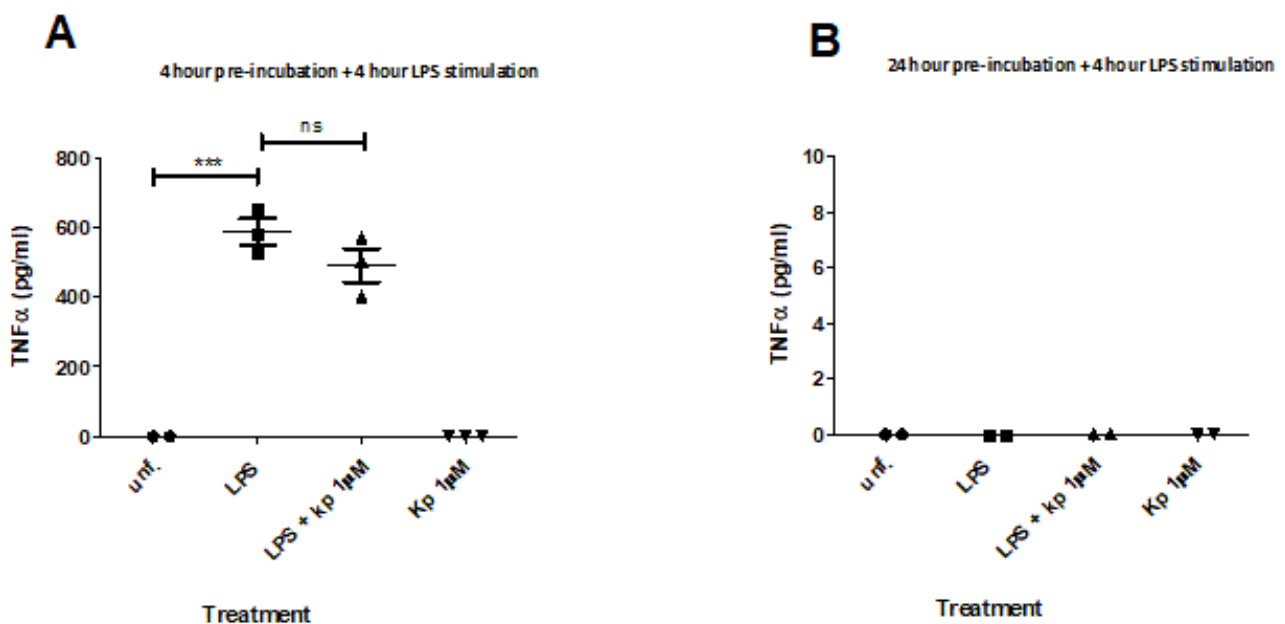 A
4 hour pre-incubation + 4 hour LPS stimulation
ns
***
800
600
400
200
0
TNFα (pg/ml)
unf.
LPS
LPS + kp 1µM
Kp 1µM
Treatment
B
24 hour pre-incubation + 4 hour LPS stimulation
10
8
6
4
2
0
TNFα (pg/ml)
unf.
LPS
LPS + kp 1µM
Kp 1µM
Treatment